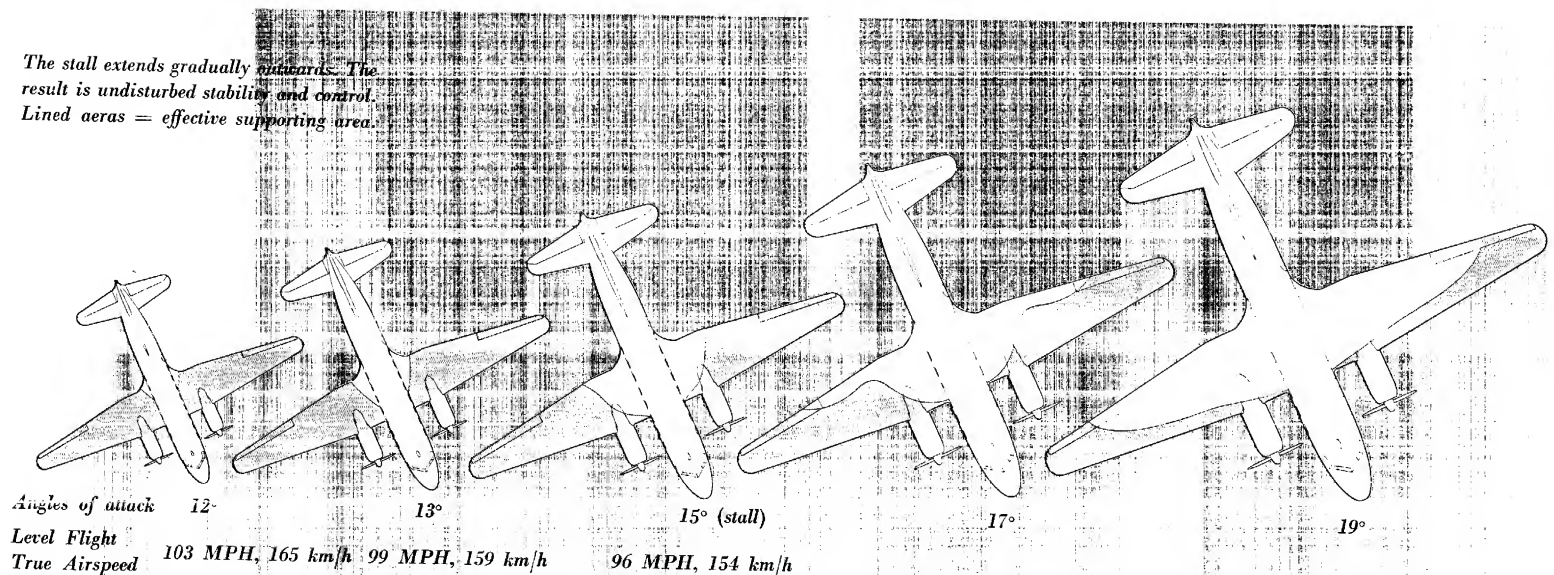 The stall extends gradually outwards. The
result is undisturbed stability and control.
Lined aeras = effective supporting area.
Angles of attack 12° 13° 15° (stall) 17° 19°
Level Flight
True Airspeed 103 MPH, 165 km/h 99 MPH, 159 km/h 96 MPH, 154 km/h